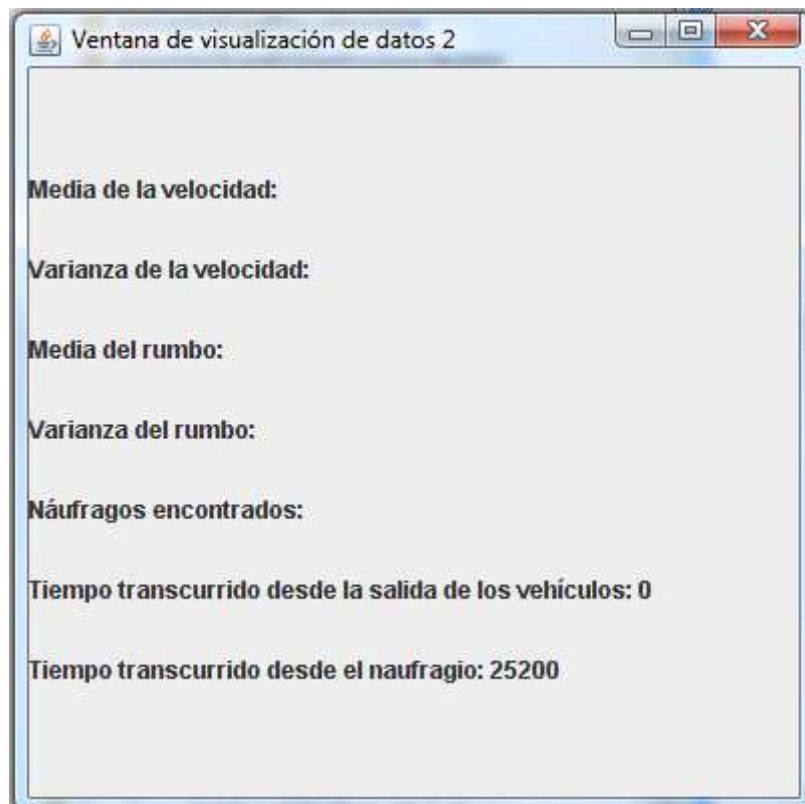 Ventana de visualización de datos 2
Media de la velocidad:
Varianza de la velocidad:
Media del rumbo:
Varianza del rumbo:
Náufragos encontrados:
Tiempo transcurrido desde la salida de los vehículos: 0
Tiempo transcurrido desde el naufragio: 25200